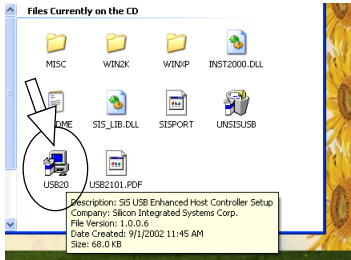 Files Currently on the CD
MISC
WIN2K
WINXP
INST2000.DLL
SIS_LIB.DLL
SISPORT
UNSISUSB
USB20
USB2101.PDF
Description: SiS USB Enhanced Host Controller Setup
Company: Silicon Integrated Systems Corp.
File Version: 1.0.0.6
Date Created: 9/1/2002 11:45 AM
Size: 68.0 KB